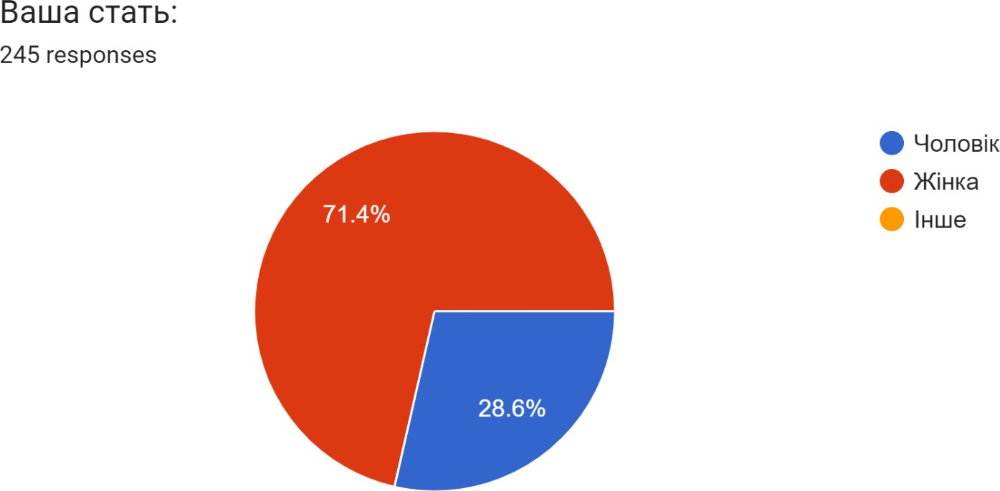 Ваша стать:
245 responses
Чоловік
Жінка
Інше
71.4%
28.6%